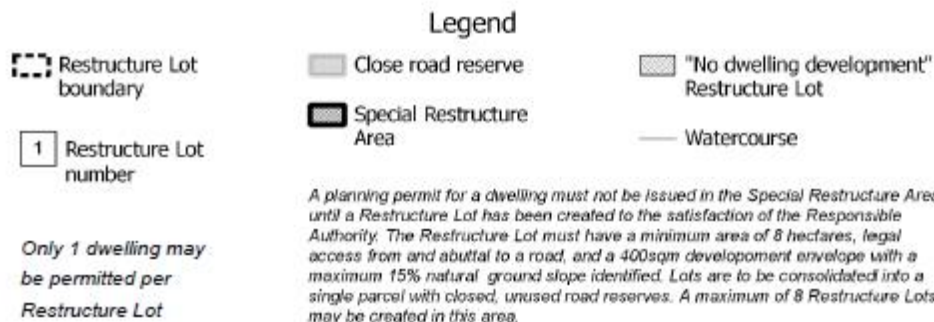 Legend
Restructure Lot
boundary
1
Restructure Lot
number
Only 1 dwelling may
be permitted per
Restructure Lot
Close road reserve
Special Restructure
Area
"No dwelling development"
Restructure Lot
Watercourse
A planning permit for a dwelling must not be issued in the Special Restructure Area
until a Restructure Lot has been created to the satisfaction of the Responsible
Authority. The Restructure Lot must have a minimum area of 8 hectares, legal
access from and abuttal to a road, and a 400sqm developoment envelope with a
maximum 15% natural ground slope identified. Lots are to be consolidated into a
single parcel with closed, unused road reserves. A maximum of 8 Restructure Lots
may be created in this area.